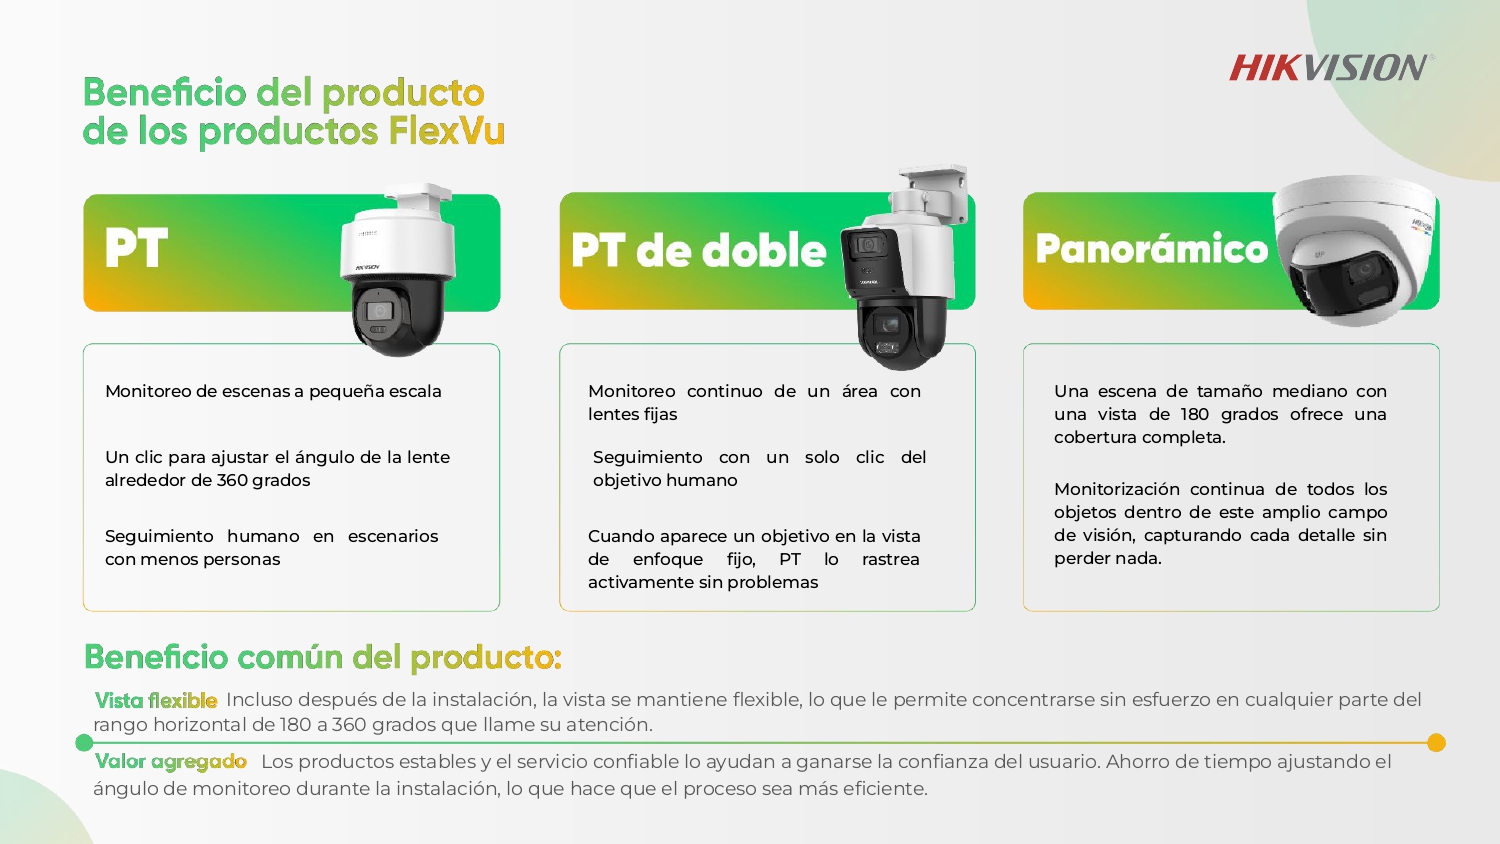 HIKVISION
Beneficio del producto
de los productos FlexVu
PT
PT de doble
Panorámico
HIKVISION
Monitoreo de escenas a pequeña escala
Un clic para ajustar el ángulo de la lente
alrededor de 360 grados
Seguimiento humano en escenarios
con menos personas
Monitoreo continuo de un área con
lentes fijas
Seguimiento con un solo clic del
objetivo humano
Cuando aparece un objetivo en la vista
de enfoque fijo, PT lo rastrea
activamente sin problemas
Una escena de tamaño mediano con
una vista de 180 grados ofrece una
cobertura completa.
Monitorización continua de todos los
objetos dentro de este amplio campo
de visión, capturando cada detalle sin
perder nada.
Beneficio común del producto:
Vista flexible Incluso después de la instalación, la vista se mantiene flexible, lo que le permite concentrarse sin esfuerzo en cualquier parte del
rango horizontal de 180 a 360 grados que llame su atención.
Valor agregado Los productos estables y el servicio confiable lo ayudan a ganarse la confianza del usuario. Ahorro de tiempo ajustando el
ángulo de monitoreo durante la instalación, lo que hace que el proceso sea más eficiente.